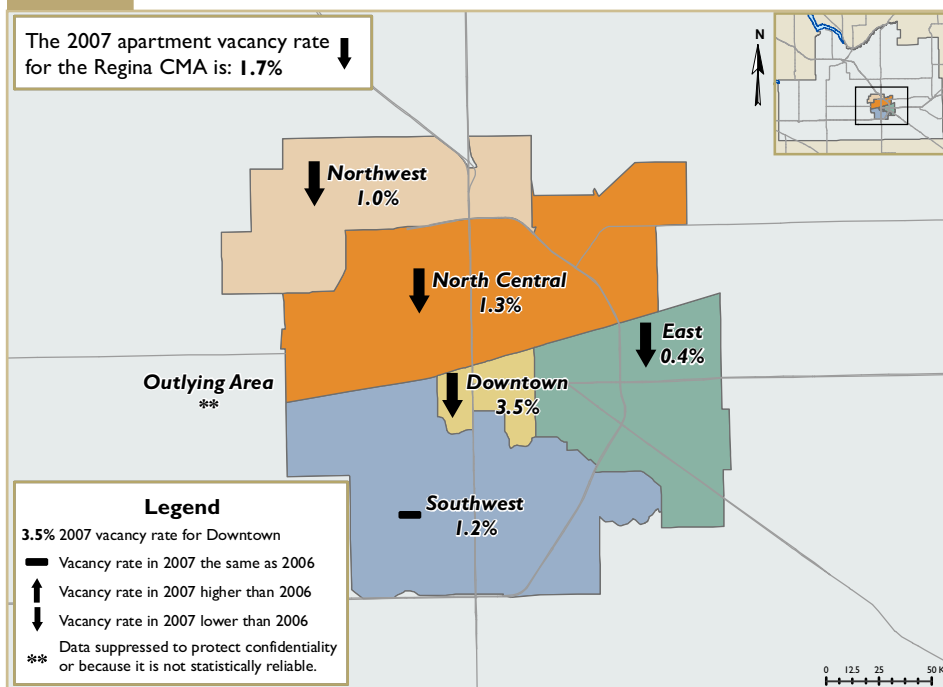 The 2007 apartment vacancy rate
for the Regina CMA is: 1.7%
N
Northwest
1.0%
North Central
1.3%
East
0.4%
Outlying Area
**
Downtown
3.5%
Southwest
1.2%
Legend
3.5% 2007 vacancy rate for Downtown
Vacancy rate in 2007 the same as 2006
Vacancy rate in 2007 higher than 2006
Vacancy rate in 2007 lower than 2006
** Data suppressed to protect confidentiality
or because it is not statistically reliable.
0 12.5 25 50